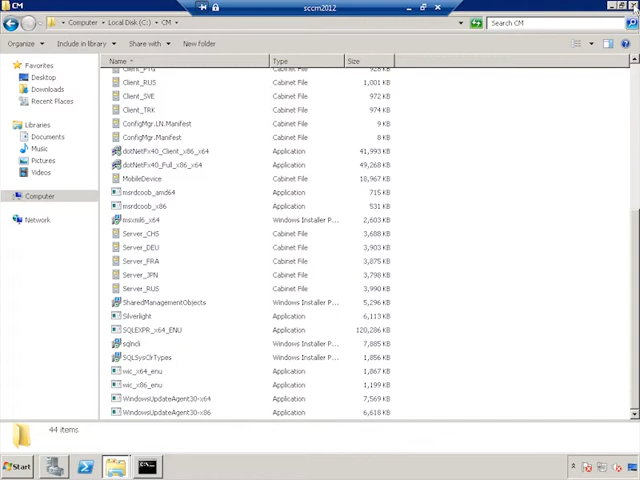 CM
sccm2012
Computer Local Disk (C:) CM
Search CM
Organize Include in library Share with New folder
Favorites
Desktop
Downloads
Recent Places
Libraries
Documents
Music
Pictures
Videos
Computer
Network
Name Type Size
Client_PTG Cabinet File 928 KB
Client_RUS Cabinet File 1,001 KB
Client_SVE Cabinet File 972 KB
Client_TRK Cabinet File 974 KB
ConfigMgr.LN.Manifest Cabinet File 9 KB
ConfigMgr.Manifest Cabinet File 8 KB
dotNetFx40_Client_x86_x64 Application 41,993 KB
dotNetFx40_Full_x86_x64 Application 49,268 KB
MobileDevice Cabinet File 18,967 KB
msrdcoob_amd64 Application 715 KB
msrdcoob_x86 Application 531 KB
msxml6_x64 Windows Installer P... 2,603 KB
Server_CHS Cabinet File 3,688 KB
Server_DEU Cabinet File 3,903 KB
Server_FRA Cabinet File 3,875 KB
Server_JPN Cabinet File 3,798 KB
Server_RUS Cabinet File 3,990 KB
SharedManagementObjects Windows Installer P... 5,296 KB
Silverlight Application 6,113 KB
SQLEXPR_x64_ENU Application 120,286 KB
sqlncli Windows Installer P... 7,885 KB
SQLSysClrTypes Windows Installer P... 1,856 KB
wic_x64_enu Application 1,867 KB
wic_x86_enu Application 1,199 KB
WindowsUpdateAgent30-x64 Application 7,569 KB
WindowsUpdateAgent30-x86 Application 6,618 KB
44 items
Start